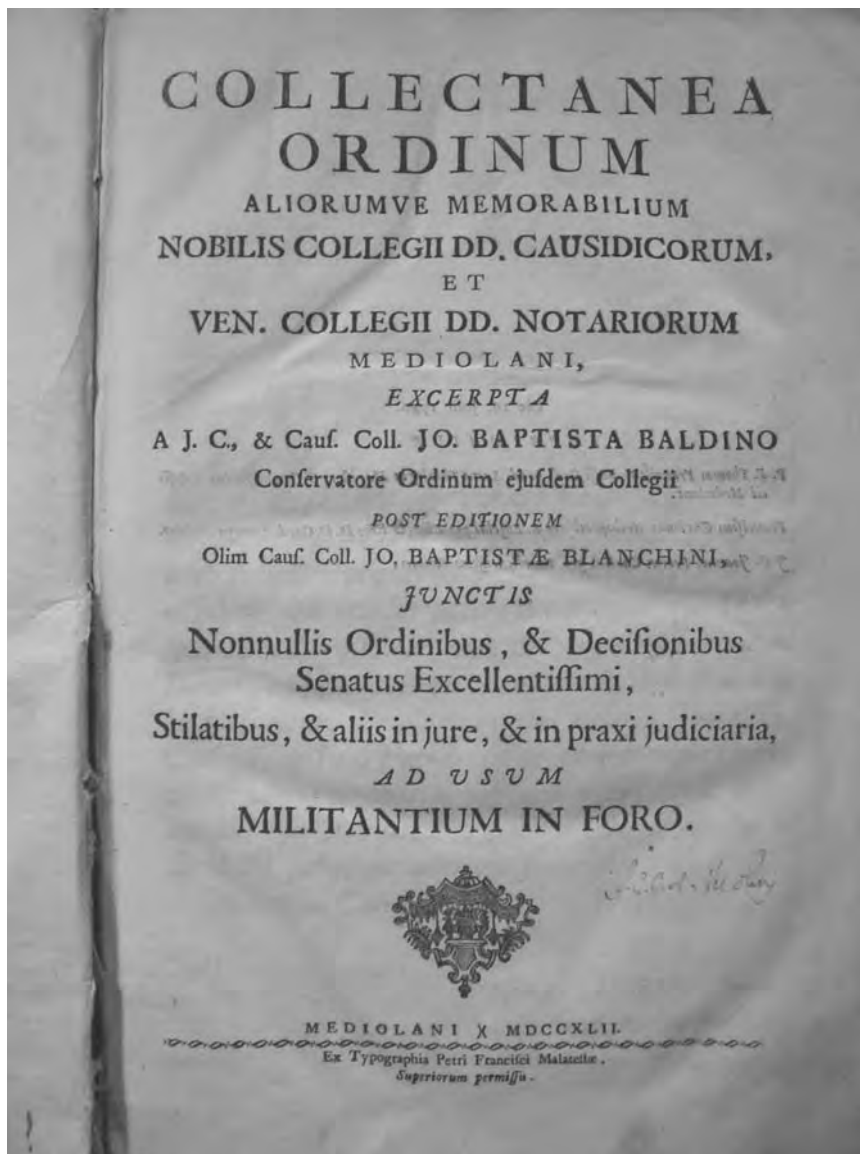 COLLECTANEA
ORDINUM
ALIORUMVE MEMORABILIUM
NOBILIS COLLEGII DD. CAUSIDICORUM,
ET
VEN. COLLEGII DD. NOTARIORUM
MEDIOLANI,
EXCERPTA
A J. C., & Cauſ. Coll. JO. BAPTISTA BALDINO
Conſervatore Ordinum ejuſdem Collegii
POST EDITIONEM
Olim Cauſ. Coll. JO. BAPTISTÆ BLANCHINI,
JUNCTIS
Nonnullis Ordinibus, & Deciſionibus
Senatus Excellentiſſimi,
Stilatibus, & aliis in jure, & in praxi judiciaria,
AD USUM
MILITANTIUM IN FORO.
MEDIOLANI X MDCCXLII.
Ex Typographia Petri Franciſci Malateſtæ.
Superiorum permiſſu.